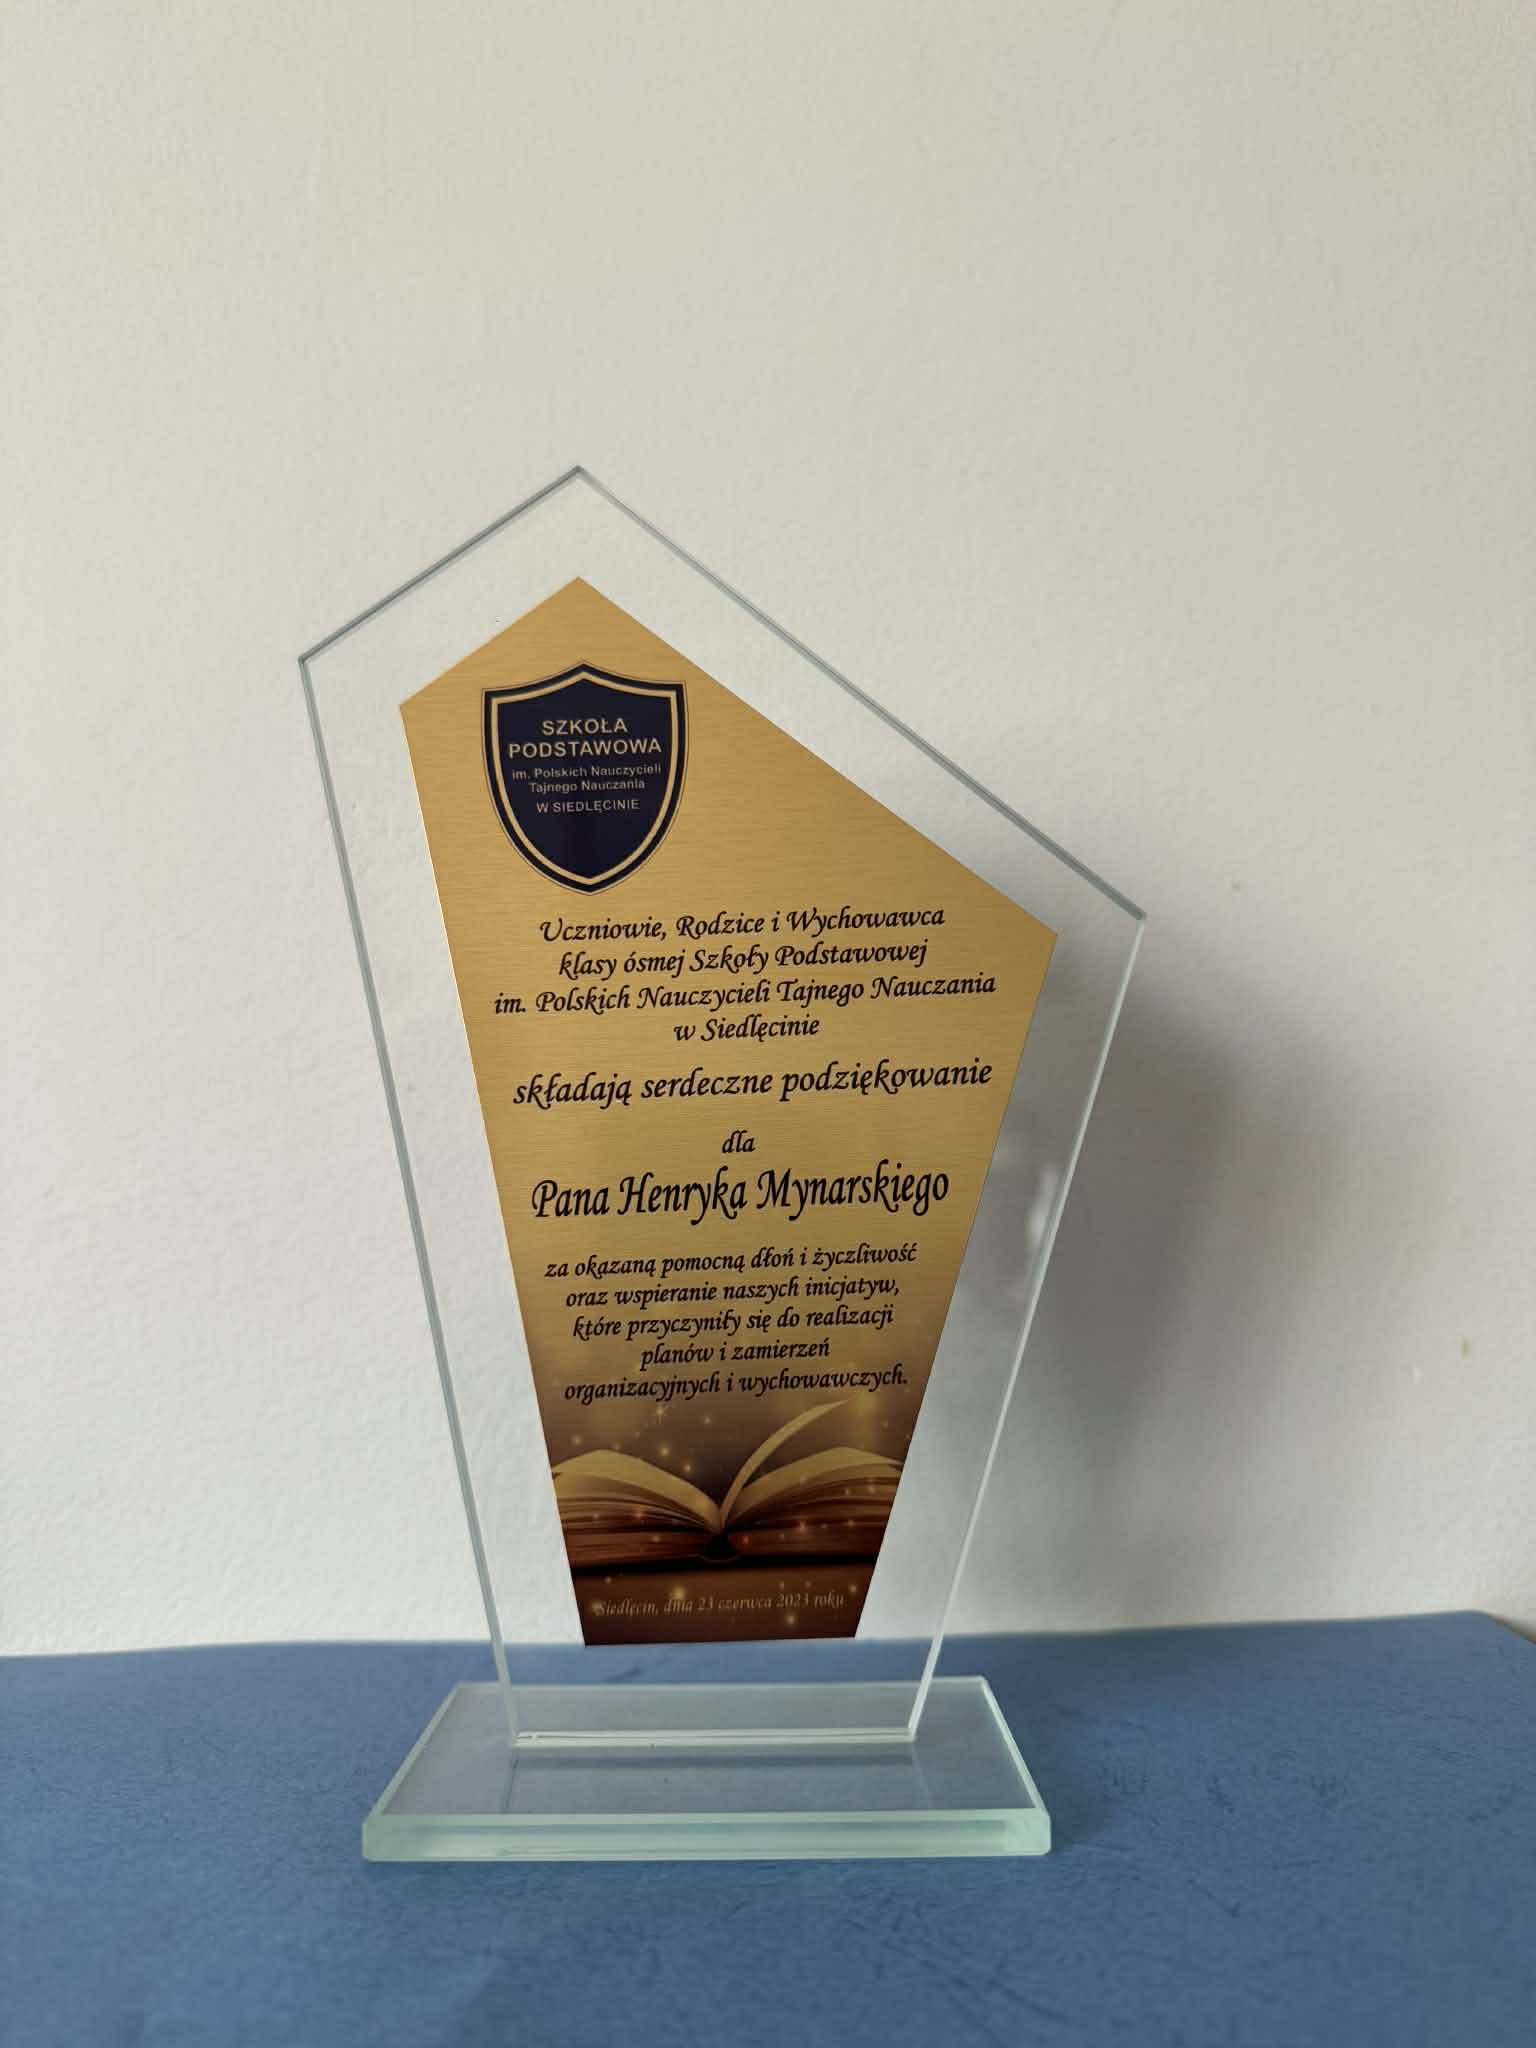 SZKOŁA
PODSTAWOWA
im. Polskich Nauczycieli
Tajnego Nauczania
W SIEDLĘCINIE
Uczniowie, Rodzice i Wychowawca
klasy ósmej Szkoły Podstawowej
im. Polskich Nauczycieli Tajnego Nauczania
w Siedlęcinie
składają serdeczne podziękowanie
dla
Pana Henryka Mynarskiego
za okazaną pomocną dłoń i życzliwość
oraz wspieranie naszych inicjatyw,
które przyczyniły się do realizacji
planów i zamierzeń
organizacyjnych i wychowawczych.
Siedlęcin, dnia 23 czerwca 2023 roku